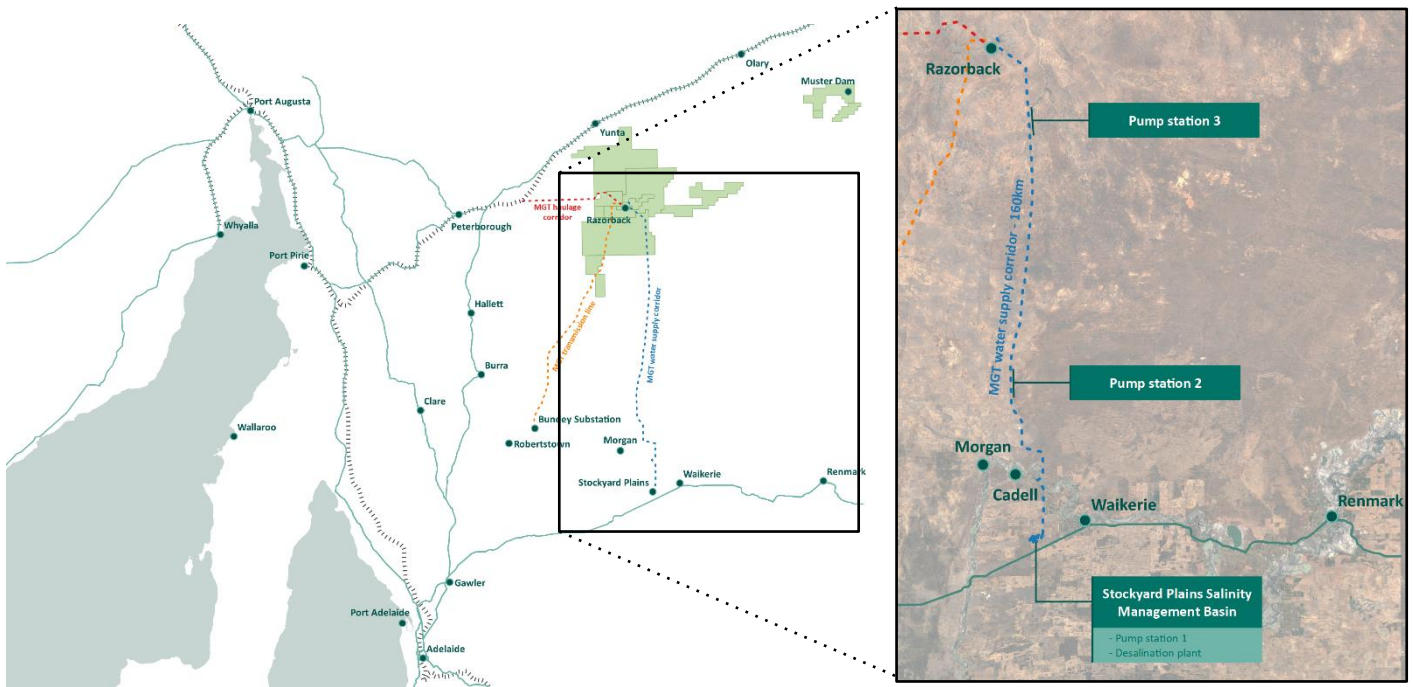 Olary
Muster Dam
Port Augusta
Yunta
MGT haulage
corridor
Razorback
Peterborough
Whyalla
Port Pirie
Hallett
MGT transmission line
MGT water supply corridor
Burra
Clare
Bundey Substation
Wallaroo
Robertstown
Morgan
Stockyard Plains
Waikerie
Renmark
Gawler
Port Adelaide
Adelaide
Razorback
Pump station 3
MGT water supply corridor - 160km
Pump station 2
Morgan
Cadell
Waikerie
Renmark
Stockyard Plains Salinity
Management Basin
- Pump station 1
- Desalination plant